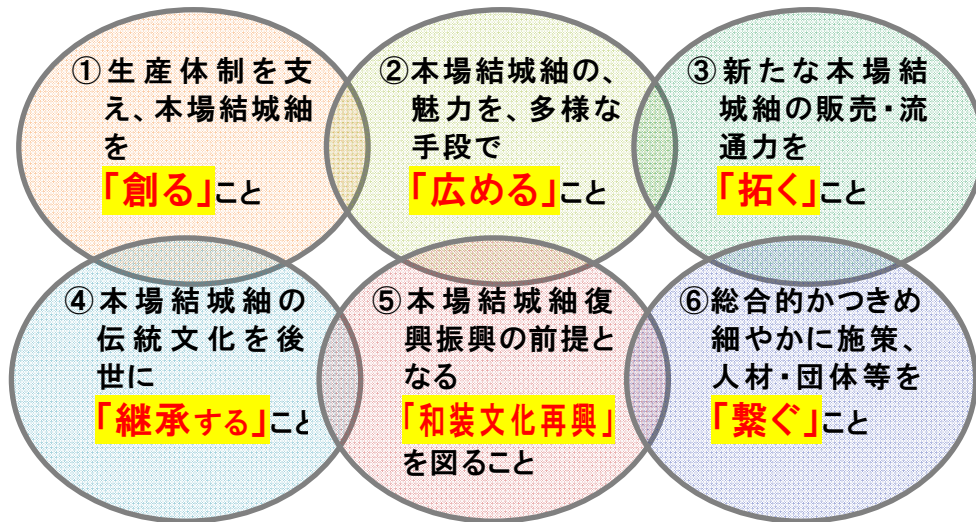 ①生産体制を支
え、本場結城紬
を
「創る」こと
②本場結城紬の、
魅力を、多様な
手段で
「広める」こと
③新たな本場結
城紬の販売・流
通力を
「拓く」こと
④本場結城紬の
伝統文化を後
世に
「継承する」こと
⑤本場結城紬復
興振興の前提と
なる
「和装文化再興」
を図ること
⑥総合的かつきめ
細やかに施策、
人材・団体等を
「繋ぐ」こと